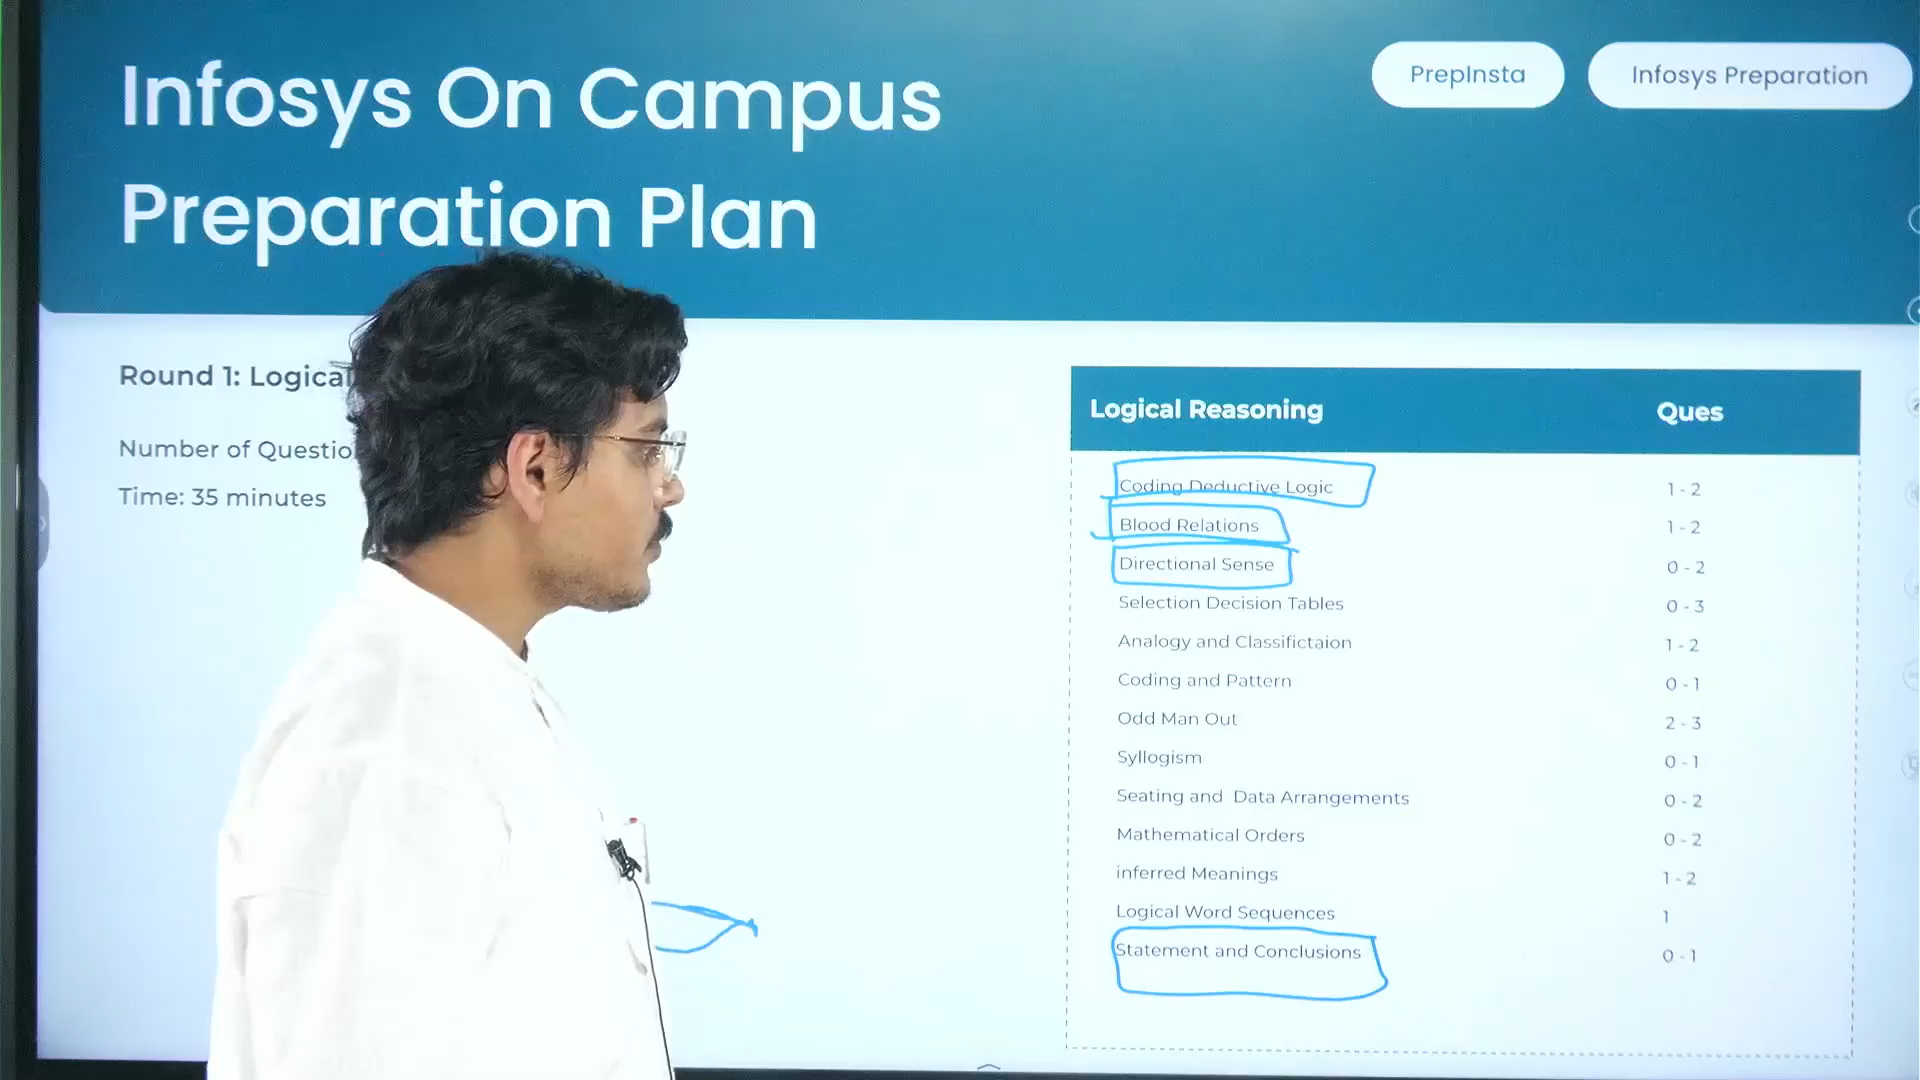 Infosys On Campus
Preparation Plan
PrepInsta
Infosys Preparation
Round 1: Logical
Number of Questio
Time: 35 minutes
Logical Reasoning Ques
Coding Deductive Logic 1 - 2
Blood Relations 1 - 2
Directional Sense 0 - 2
Selection Decision Tables 0 - 3
Analogy and Classifictaion 1 - 2
Coding and Pattern 0 - 1
Odd Man Out 2 - 3
Syllogism 0 - 1
Seating and Data Arrangements 0 - 2
Mathematical Orders 0 - 2
inferred Meanings 1 - 2
Logical Word Sequences 1
Statement and Conclusions 0 - 1